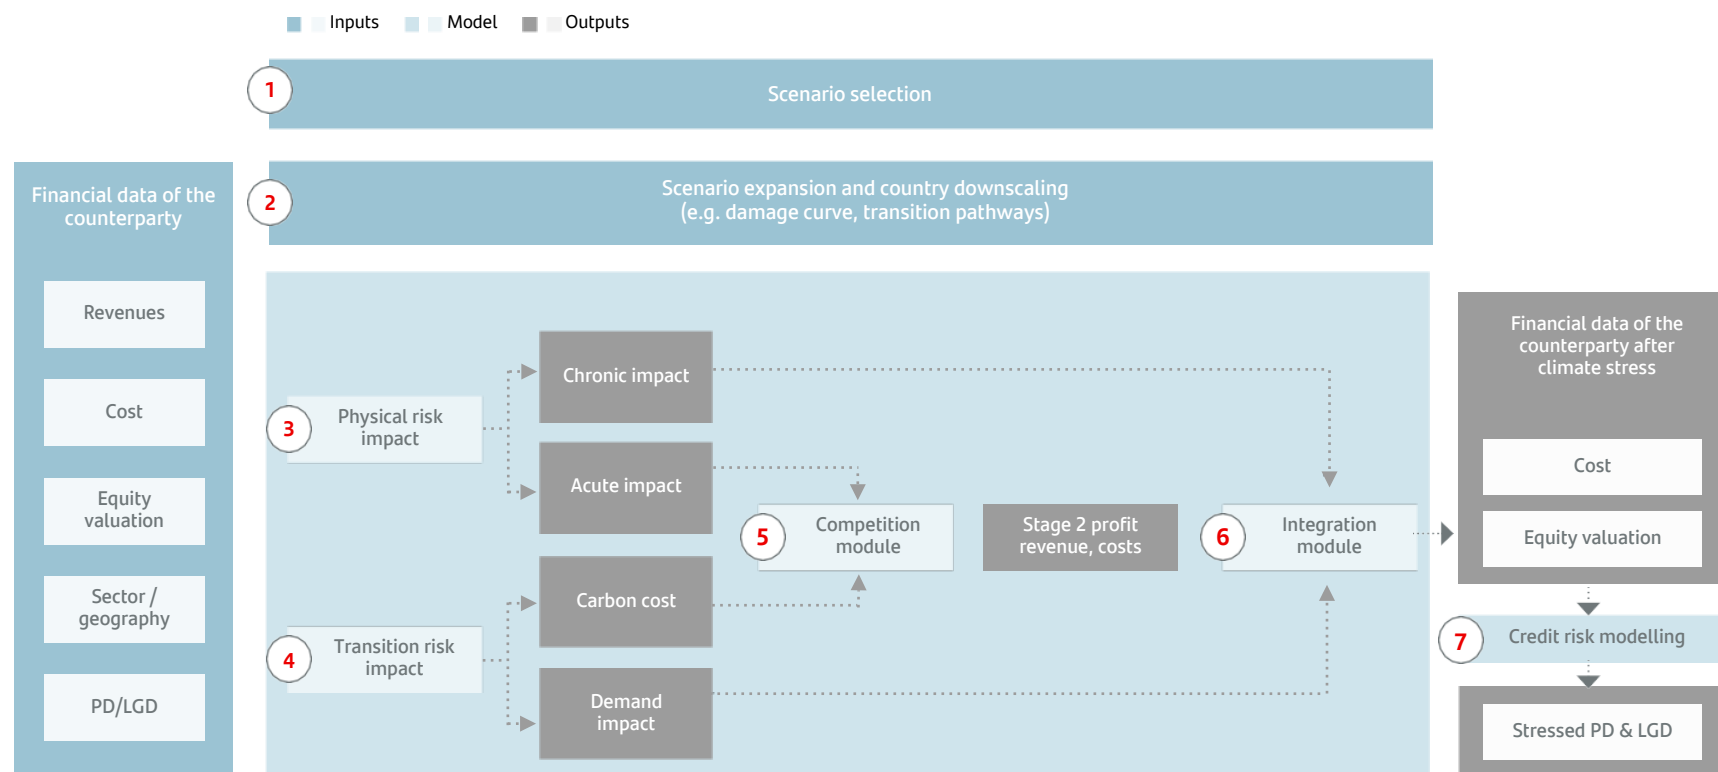 Inputs
Model
Outputs
1
Scenario selection
2
Scenario expansion and country downscaling
(e.g. damage curve, transition pathways)
Financial data of the
counterparty
Revenues
Cost
Equity
valuation
Sector /
geography
PD/LGD
3
Physical risk
impact
4
Transition risk
impact
Chronic impact
Acute impact
Carbon cost
Demand
impact
5
Competition
module
Stage 2 profit
revenue, costs
6
Integration
module
Financial data of the
counterparty after
climate stress
Cost
Equity valuation
7
Credit risk modelling
Stressed PD & LGD